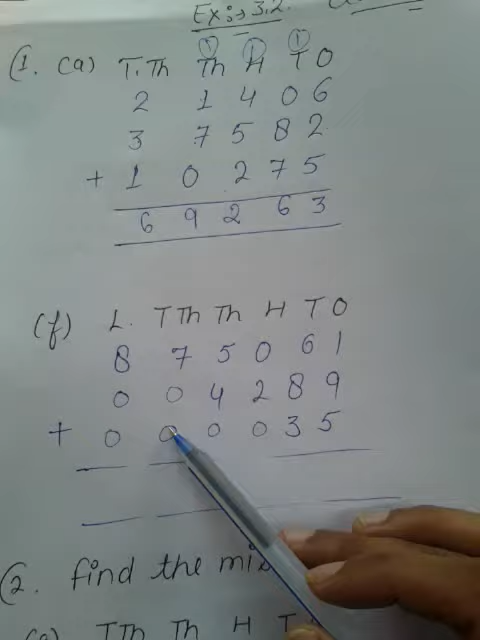 Ex:→ 3.2.
1 1 1
(1. (a) T.Th Th H T O
2 1 4 0 6
3 7 5 8 2
+ 1 0 2 7 5
6 9 2 6 3
(f) L. T Th Th H T O
8 7 5 0 6 1
0 0 4 2 8 9
+ 0 0 0 0 3 5
(2. find the
TTh Th H T